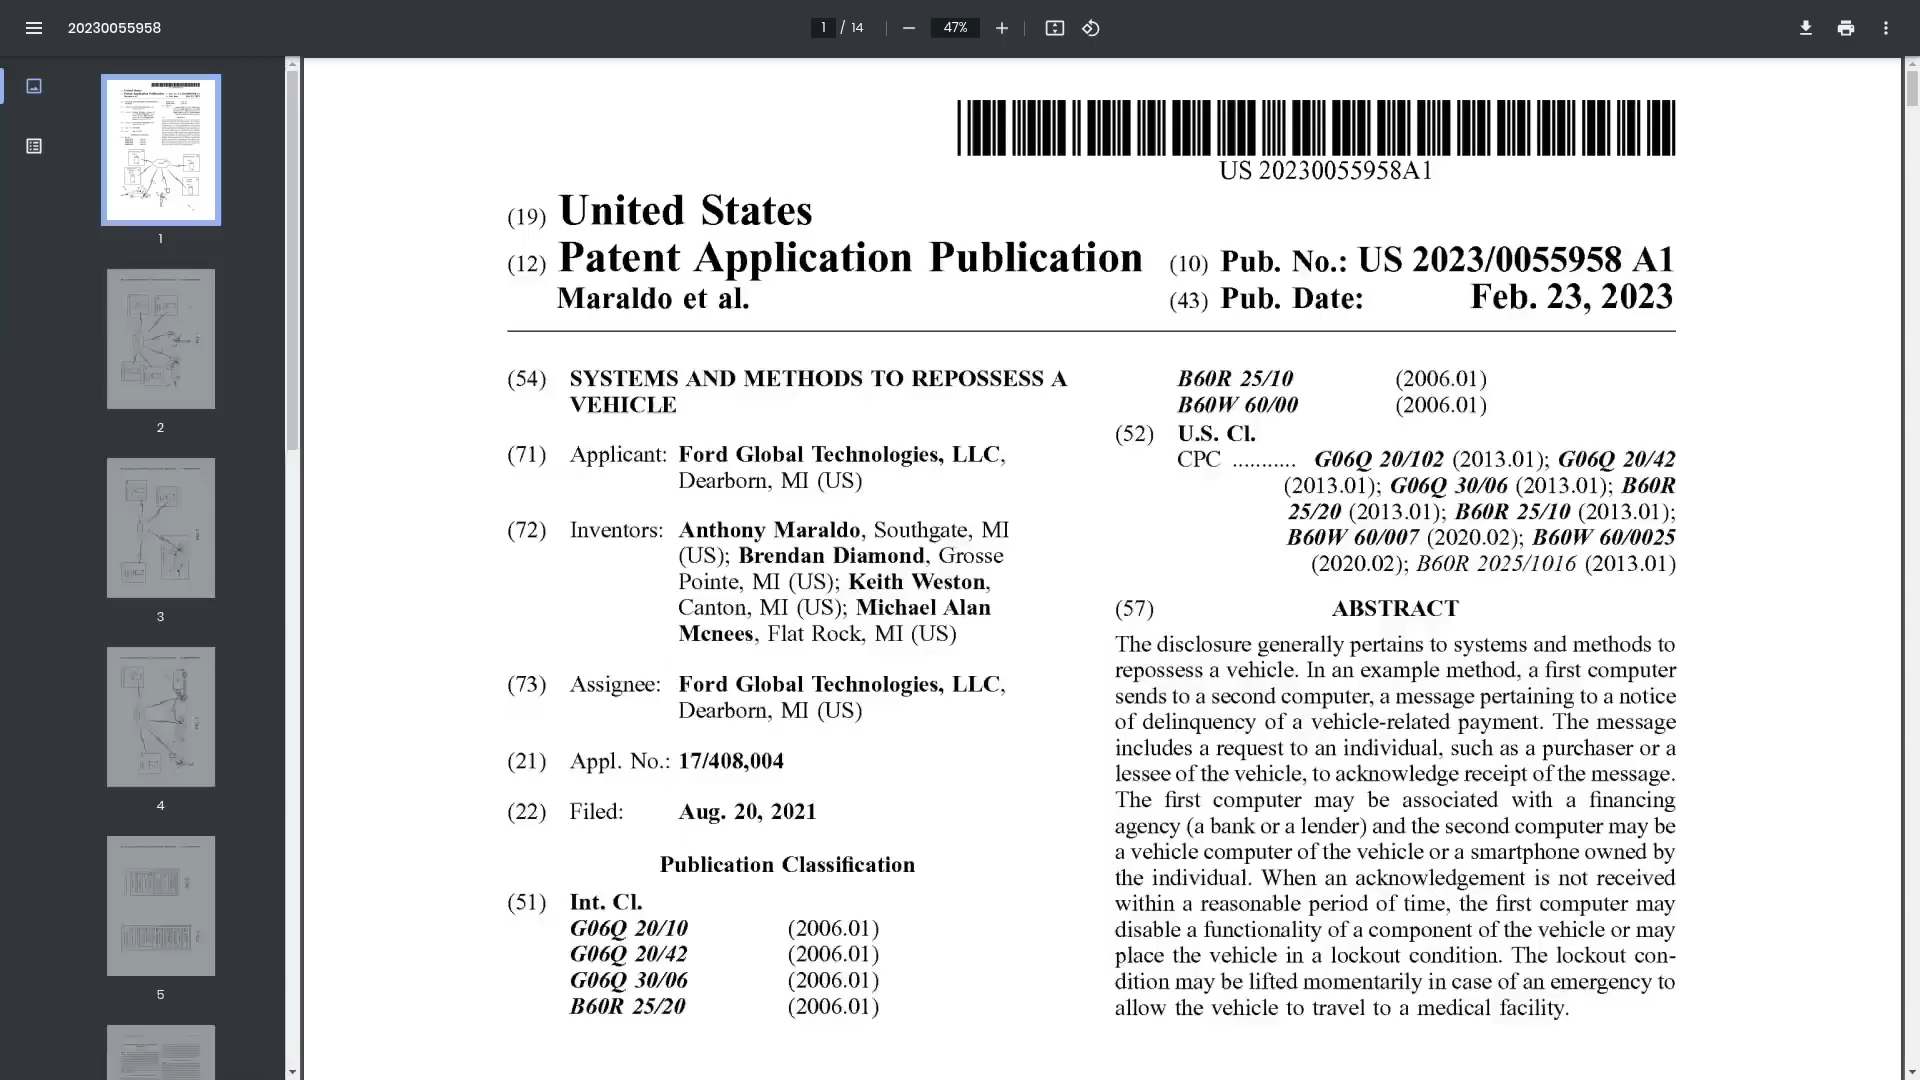 20230055958
1 / 14
47%
1
2
3
4
5
US 20230055958A1
(19) United States
(12) Patent Application Publication
Maraldo et al.
(10) Pub. No.: US 2023/0055958 A1
(43) Pub. Date: Feb. 23, 2023
(54) SYSTEMS AND METHODS TO REPOSSESS A
VEHICLE
(71) Applicant: Ford Global Technologies, LLC,
Dearborn, MI (US)
(72) Inventors: Anthony Maraldo, Southgate, MI
(US); Brendan Diamond, Grosse
Pointe, MI (US); Keith Weston,
Canton, MI (US); Michael Alan
Mcnees, Flat Rock, MI (US)
(73) Assignee: Ford Global Technologies, LLC,
Dearborn, MI (US)
(21) Appl. No.: 17/408,004
(22) Filed: Aug. 20, 2021
Publication Classification
(51) Int. Cl.
G06Q 20/10 (2006.01)
G06Q 20/42 (2006.01)
G06Q 30/06 (2006.01)
B60R 25/20 (2006.01)
B60R 25/10 (2006.01)
B60W 60/00 (2006.01)
(52) U.S. Cl.
CPC ........... G06Q 20/102 (2013.01); G06Q 20/42
(2013.01); G06Q 30/06 (2013.01); B60R
25/20 (2013.01); B60R 25/10 (2013.01);
B60W 60/007 (2020.02); B60W 60/0025
(2020.02); B60R 2025/1016 (2013.01)
(57) ABSTRACT
The disclosure generally pertains to systems and methods to
repossess a vehicle. In an example method, a first computer
sends to a second computer, a message pertaining to a notice
of delinquency of a vehicle-related payment. The message
includes a request to an individual, such as a purchaser or a
lessee of the vehicle, to acknowledge receipt of the message.
The first computer may be associated with a financing
agency (a bank or a lender) and the second computer may be
a vehicle computer of the vehicle or a smartphone owned by
the individual. When an acknowledgement is not received
within a reasonable period of time, the first computer may
disable a functionality of a component of the vehicle or may
place the vehicle in a lockout condition. The lockout con-
dition may be lifted momentarily in case of an emergency to
allow the vehicle to travel to a medical facility.